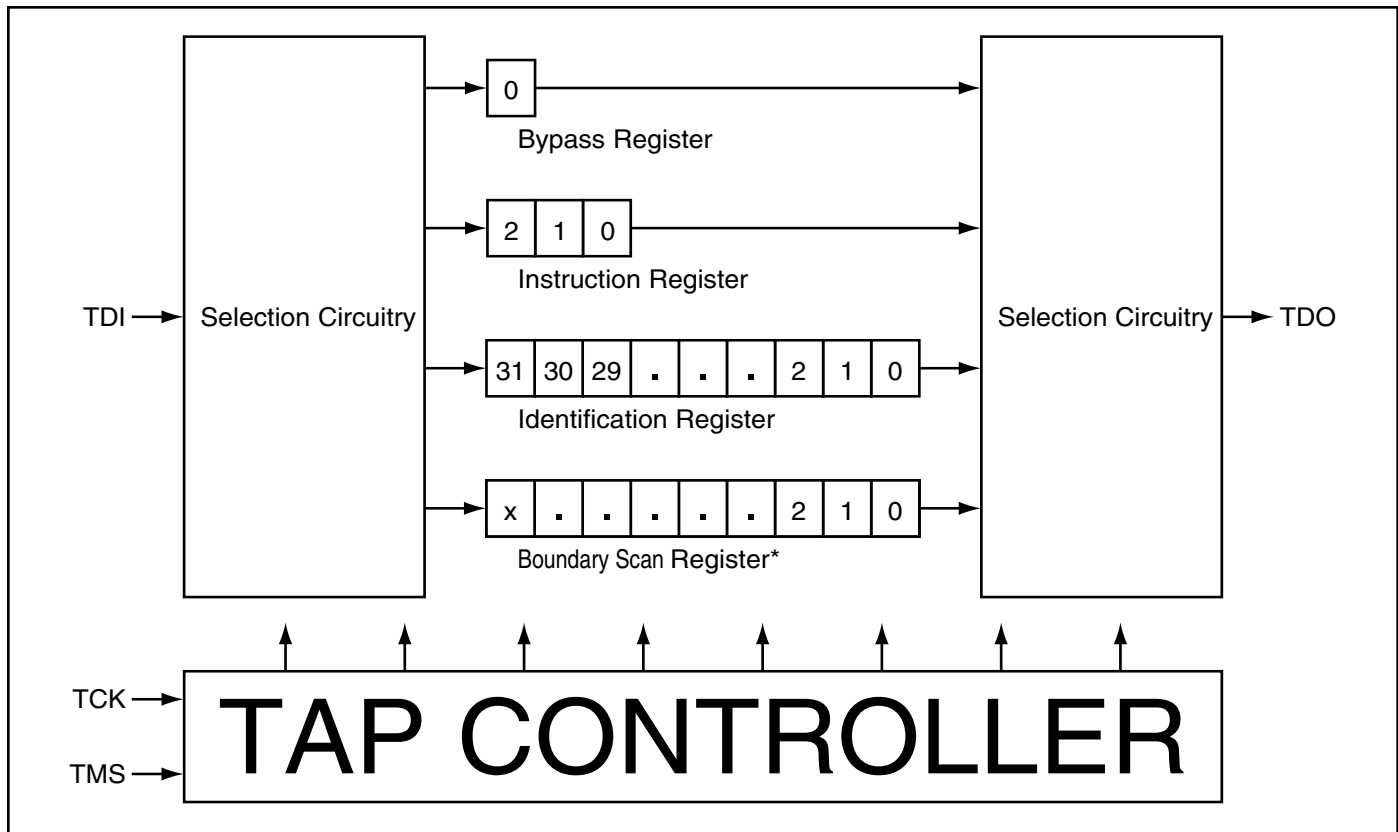 0
Bypass Register
2 1 0
Instruction Register
TDI
Selection Circuitry
Selection Circuitry
TDO
31 30 29 . . . 2 1 0
Identification Register
x . . . . . 2 1 0
Boundary Scan Register*
TCK
TMS
TAP CONTROLLER